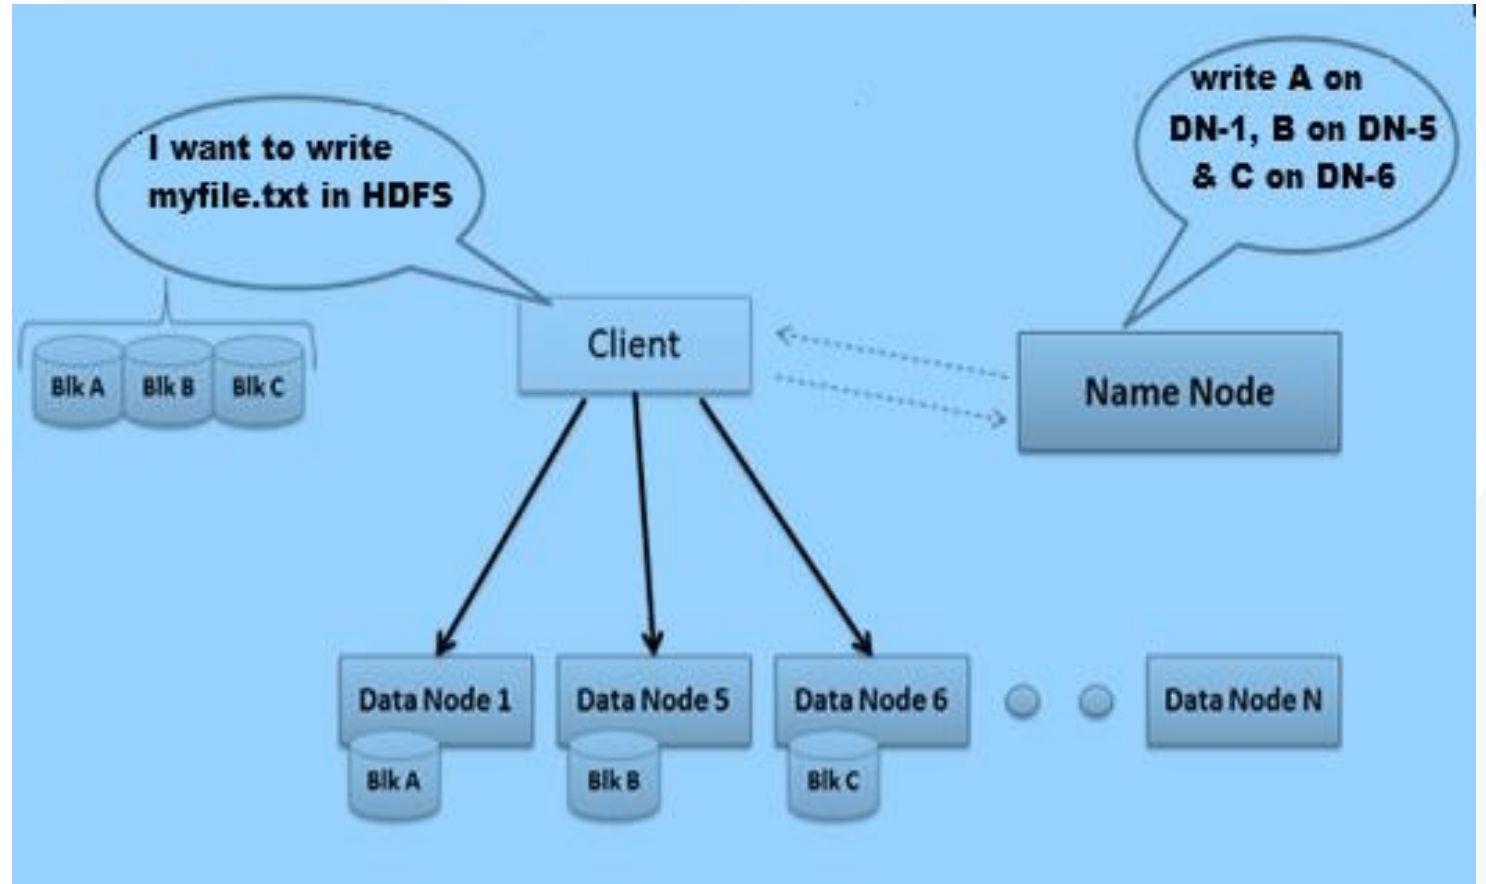 I want to write
myfile.txt in HDFS
write A on
DN-1, B on DN-5
& C on DN-6
Client
Name Node
Blk A
Blk B
Blk C
Data Node 1
Data Node 5
Data Node 6
Data Node N
Blk A
Blk B
Blk C